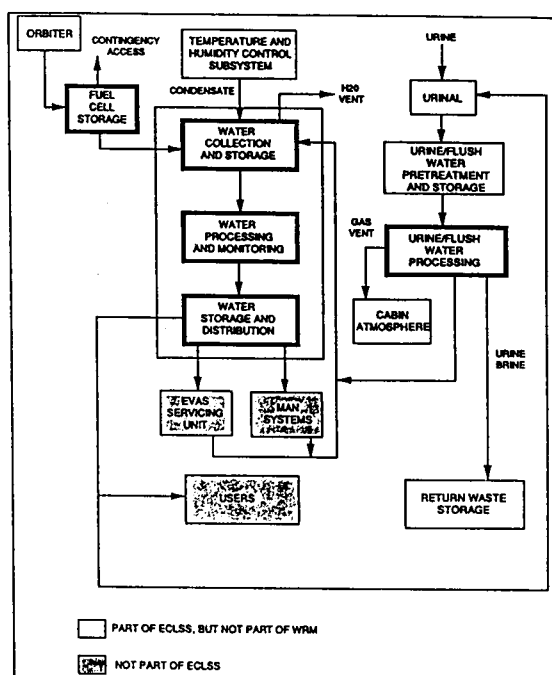 ORBITER
CONTINGENCY
ACCESS
TEMPERATURE AND
HUMIDITY CONTROL
SUBSYSTEM
URINE
FUEL
CELL
STORAGE
CONDENSATE
H20
VENT
URINAL
WATER
COLLECTION
AND STORAGE
URINE/FLUSH
WATER
PRETREATMENT
AND STORAGE
WATER
PROCESSING
AND MONITORING
GAS
VENT
URINE/FLUSH
WATER
PROCESSING
WATER
STORAGE AND
DISTRIBUTION
CABIN
ATMOSPHERE
URINE
BRINE
EVAS
SERVICING
UNIT
MAN
SYSTEMS
USERS
RETURN WASTE
STORAGE
PART OF ECLSS, BUT NOT PART OF WRM
NOT PART OF ECLSS